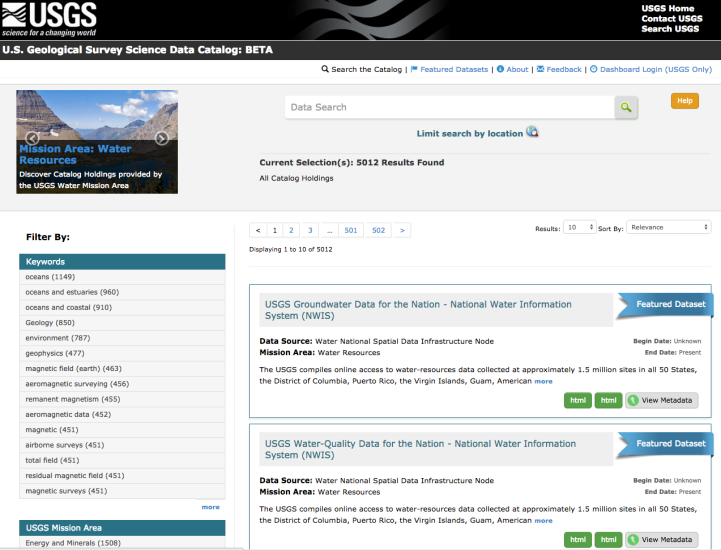 USGS
science for a changing world
USGS Home
Contact USGS
Search USGS
U.S. Geological Survey Science Data Catalog: BETA
Search the Catalog | Featured Datasets | About | Feedback | Dashboard Login (USGS Only)
Mission Area: Water
Resources
Discover Catalog Holdings provided by
the USGS Water Mission Area
Data Search
Help
Limit search by location
Current Selection(s): 5012 Results Found
All Catalog Holdings
Filter By:
Keywords
oceans (1149)
oceans and estuaries (960)
oceans and coastal (910)
Geology (850)
environment (787)
geophysics (477)
magnetic field (earth) (463)
aeromagnetic surveying (456)
remanent magnetism (455)
aeromagnetic data (452)
magnetic (451)
airborne surveys (451)
total field (451)
residual magnetic field (451)
magnetic surveys (451)
more
USGS Mission Area
Energy and Minerals (1508)
< 1 2 3 ... 501 502 >
Results: 10 Sort By: Relevance
Displaying 1 to 10 of 5012
USGS Groundwater Data for the Nation - National Water Information
System (NWIS)
Featured Dataset
Data Source: Water National Spatial Data Infrastructure Node
Begin Date: Unknown
Mission Area: Water Resources
End Date: Present
The USGS compiles online access to water-resources data collected at approximately 1.5 million sites in all 50 States,
the District of Columbia, Puerto Rico, the Virgin Islands, Guam, American more
html html View Metadata
USGS Water-Quality Data for the Nation - National Water Information
System (NWIS)
Featured Dataset
Data Source: Water National Spatial Data Infrastructure Node
Begin Date: Unknown
Mission Area: Water Resources
End Date: Present
The USGS compiles online access to water-resources data collected at approximately 1.5 million sites in all 50 States,
the District of Columbia, Puerto Rico, the Virgin Islands, Guam, American more
html html View Metadata